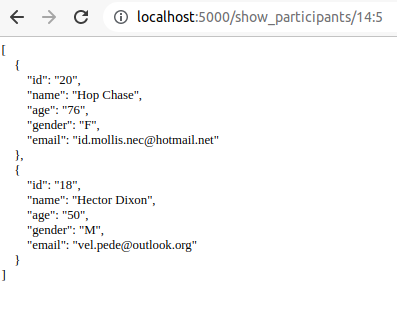 localhost:5000/show_participants/14:5
[
{
"id": "20",
"name": "Hop Chase",
"age": "76",
"gender": "F",
"email": "id.mollis.nec@hotmail.net"
},
{
"id": "18",
"name": "Hector Dixon",
"age": "50",
"gender": "M",
"email": "vel.pede@outlook.org"
}
]